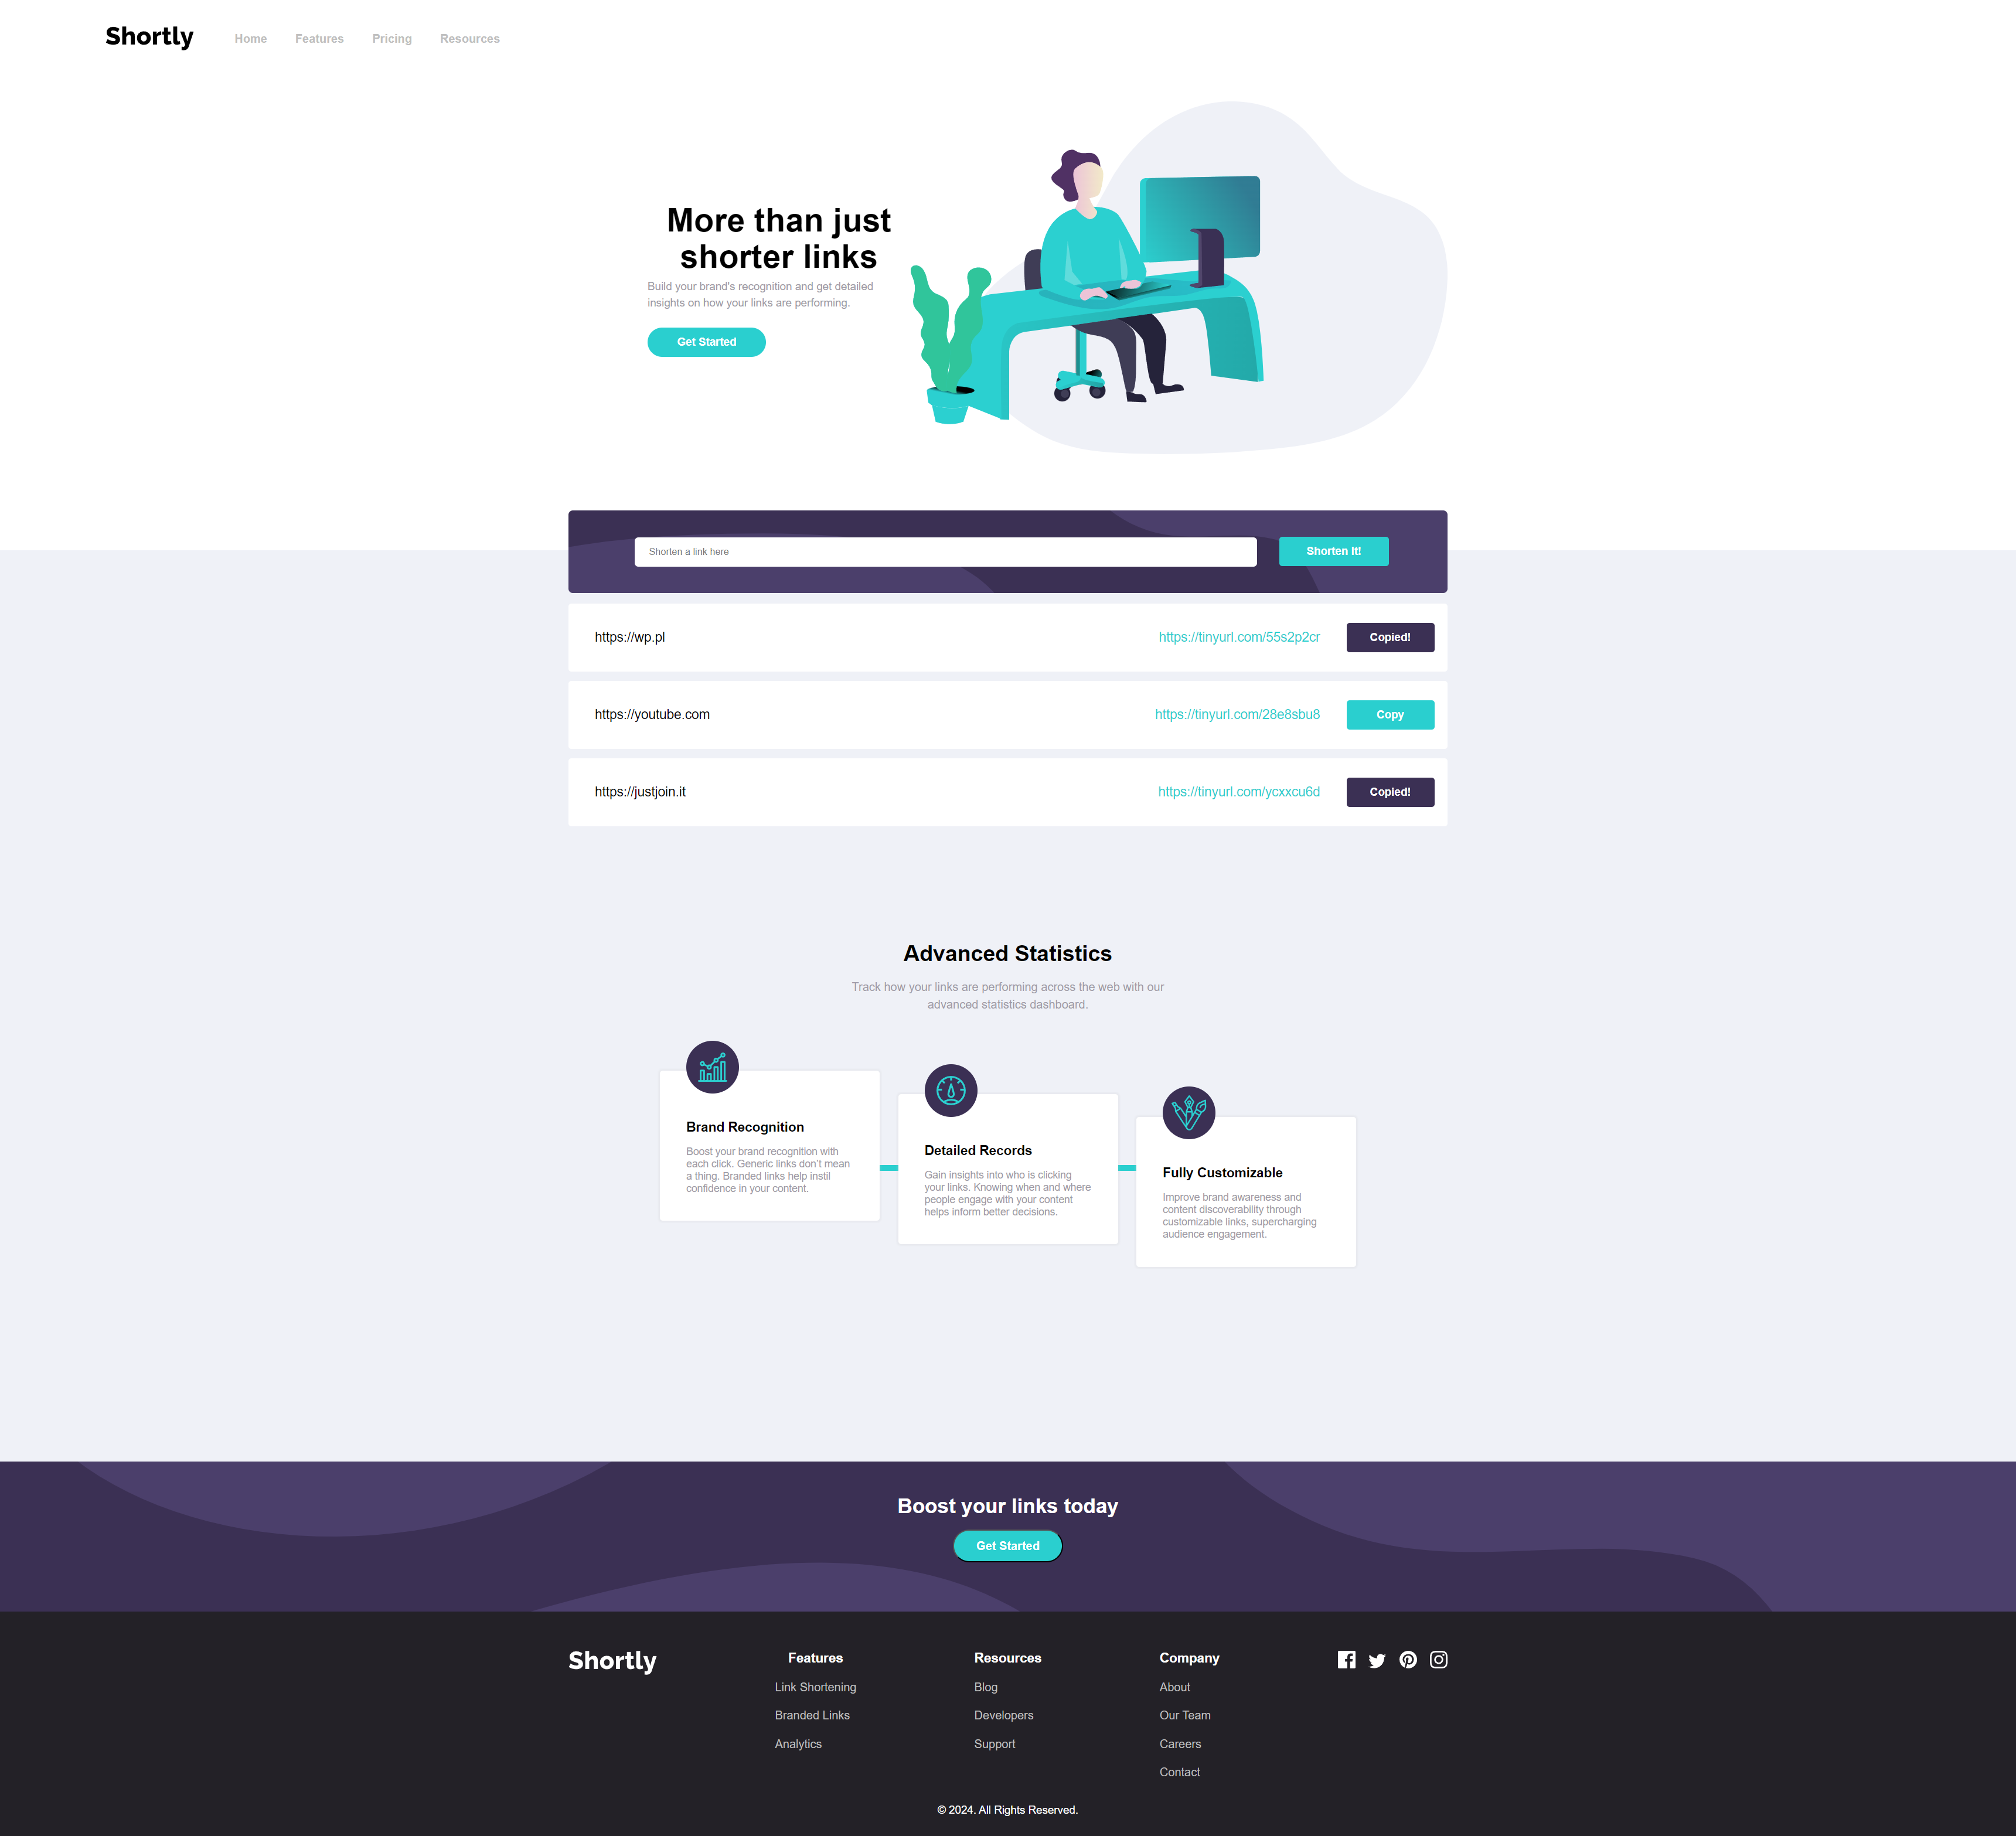 Shortly
Home
Features
Pricing
Resources
More than just
shorter links
Build your brand's recognition and get detailed
insights on how your links are performing.
Get Started
Shorten a link here
Shorten It!
https://wp.pl
https://tinyurl.com/55s2p2cr
Copied!
https://youtube.com
https://tinyurl.com/28e8sbu8
Copy
https://justjoin.it
https://tinyurl.com/ycxxcu6d
Copied!
Advanced Statistics
Track how your links are performing across the web with our
advanced statistics dashboard.
Brand Recognition
Boost your brand recognition with
each click. Generic links don’t mean
a thing. Branded links help instil
confidence in your content.
Detailed Records
Gain insights into who is clicking
your links. Knowing when and where
people engage with your content
helps inform better decisions.
Fully Customizable
Improve brand awareness and
content discoverability through
customizable links, supercharging
audience engagement.
Boost your links today
Get Started
Shortly
Features
Link Shortening
Branded Links
Analytics
Resources
Blog
Developers
Support
Company
About
Our Team
Careers
Contact
© 2024. All Rights Reserved.